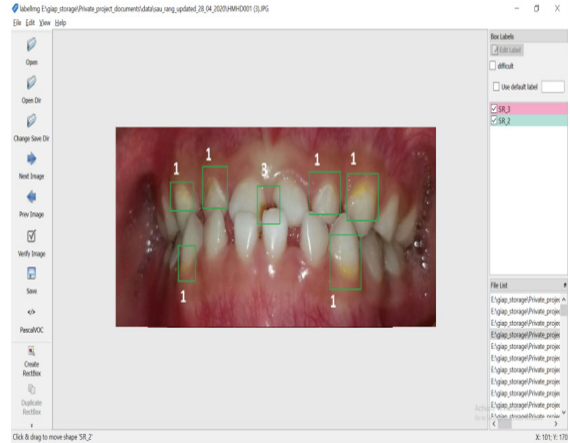 labelImg E:\giap_storage\Private_project_documents\data\sau_rang_updated_28_04_2020\HMHD001 (3).JPG
File Edit View Help
Open
Open Dir
Change Save Dir
Next Image
Prev Image
Verify Image
Save
</>
PascalVOC
Create
RectBox
Duplicate
RectBox
1
1
3
1
1
1
1
Box Labels
Edit Label
difficult
Use default label
SR_3
SR_2
File List
E:\giap_storage\Private_projec
E:\giap_storage\Private_projec
E:\giap_storage\Private_projec
E:\giap_storage\Private_projec
E:\giap_storage\Private_projec
E:\giap_storage\Private_projec
E:\giap_storage\Private_projec
E:\giap_storage\Private_projec
E:\giap_storage\Private_projec
E:\giap_storage\Private_projec
Click & drag to move shape 'SR_2'
X: 101; Y: 170